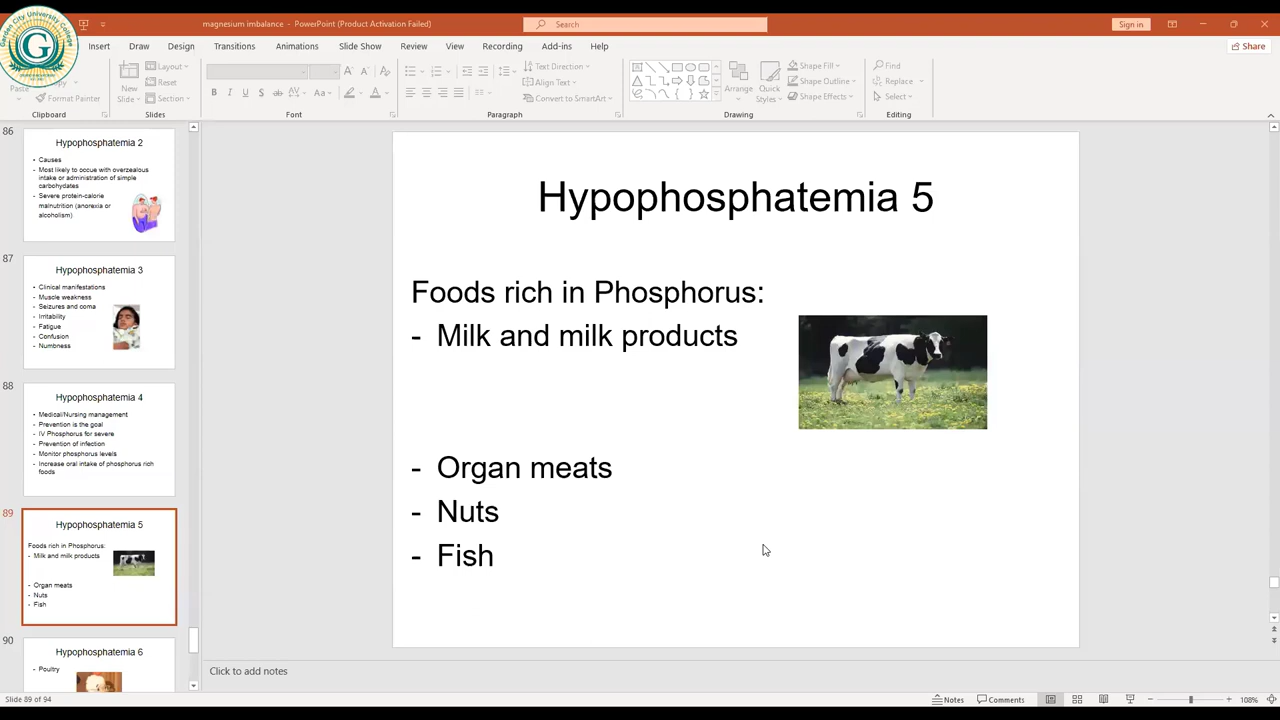 magnesium imbalance - PowerPoint (Product Activation Failed)
Search
Sign in
Insert Draw Design Transitions Animations Slide Show Review View Recording Add-ins Help
Share
Paste
Format Painter
Clipboard
New Slide
Layout
Reset
Section
Slides
Font
Text Direction
Align Text
Convert to SmartArt
Paragraph
Arrange
Quick Styles
Shape Fill
Shape Outline
Shape Effects
Drawing
Find
Replace
Select
Editing
86
Hypophosphatemia 2
• Causes
- Most likely to occue with overzealous
intake or administration of simple
carbohydates
- Severe protein-calorie
malnutrition (anorexia or
alcoholism)
87
Hypophosphatemia 3
• Clinical manifestations
- Muscle weakness
- Seizures and coma
- Irritability
- Fatigue
- Confusion
- Numbness
88
Hypophosphatemia 4
• Medical/Nursing management
- Prevention is the goal
- IV Phosphorus for severe
- Prevention of infection
- Monitor phosphorus levels
- Increase oral intake of phosphorus rich
foods
89
Hypophosphatemia 5
Foods rich in Phosphorus:
- Milk and milk products
- Organ meats
- Nuts
- Fish
90
Hypophosphatemia 6
- Poultry
Hypophosphatemia 5
Foods rich in Phosphorus:
- Milk and milk products
- Organ meats
- Nuts
- Fish
Click to add notes
Slide 89 of 94
Notes
Comments
108%